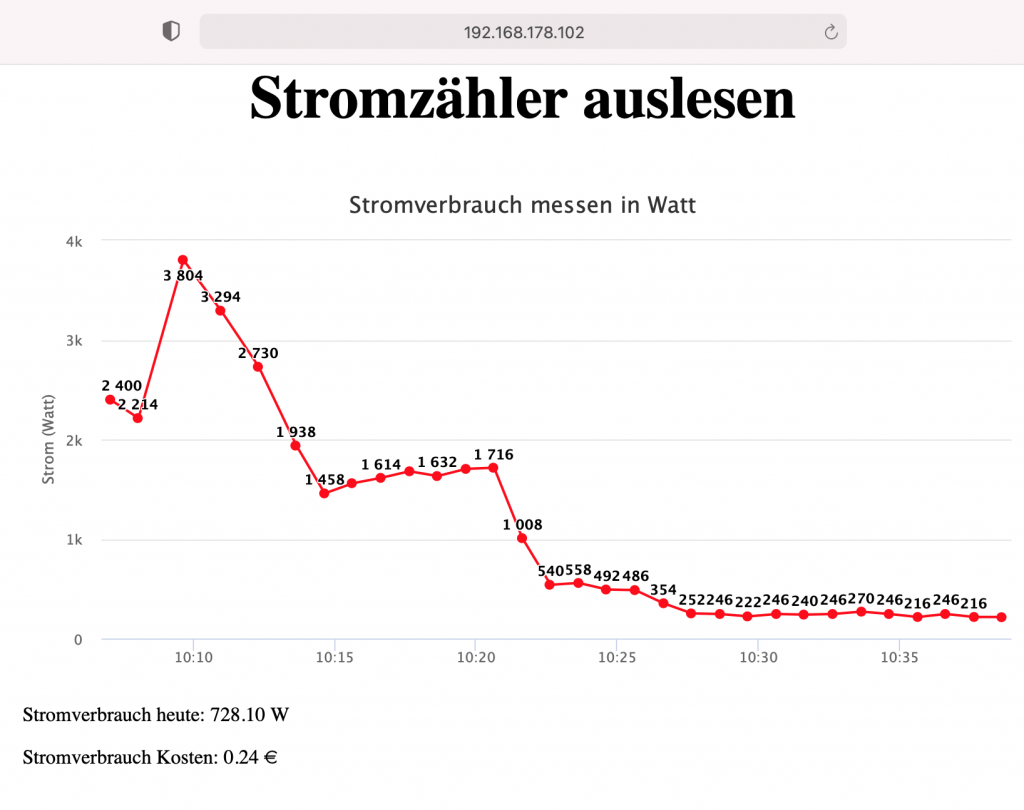 192.168.178.102
Stromzähler auslesen
Stromverbrauch messen in Watt
Strom (Watt)
4k
3k
2k
1k
0
2 400
2 214
3 804
3 294
2 730
1 938
1 458
1 614
1 632
1 716
1 008
540
558
492
486
354
252
246
222
246
240
246
270
246
216
246
216
10:10 10:15 10:20 10:25 10:30 10:35
Stromverbrauch heute: 728.10 W
Stromverbrauch Kosten: 0.24 €